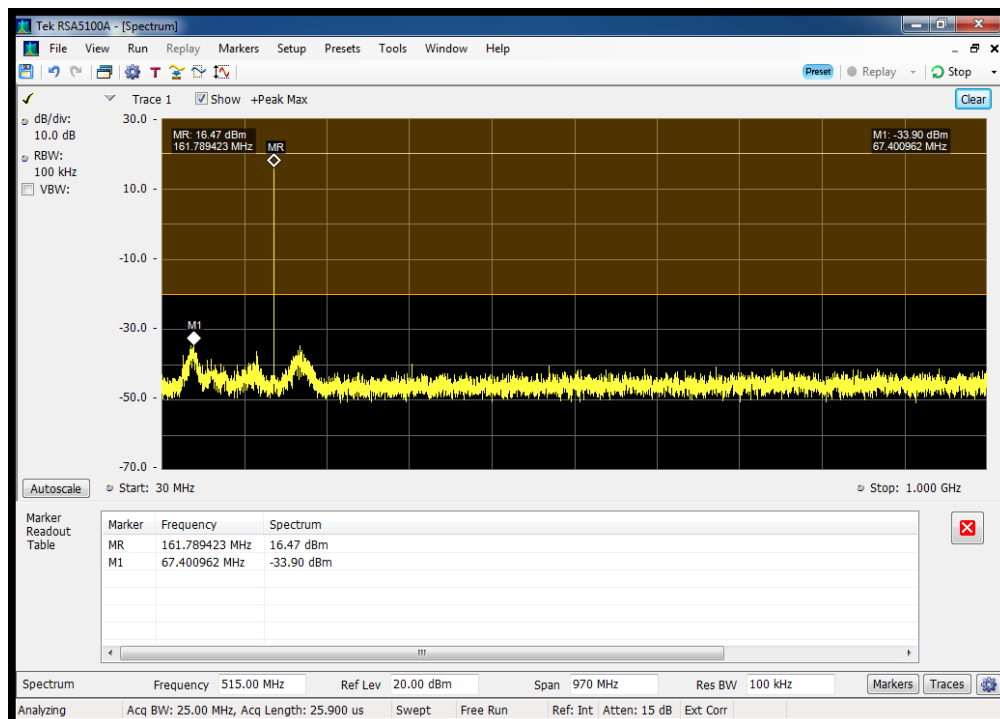 Tek RSA5100A - [Spectrum]
File View Run Replay Markers Setup Presets Tools Window Help
Preset Replay Stop
Trace 1 Show +Peak Max Clear
dB/div:
10.0 dB
RBW:
100 kHz
VBW:
30.0
10.0
-10.0
-30.0
-50.0
-70.0
MR: 16.47 dBm
161.789423 MHz
MR
M1: -33.90 dBm
67.400962 MHz
M1
Autoscale Start: 30 MHz Stop: 1.000 GHz
Marker
Readout
Table
Marker Frequency Spectrum
MR 161.789423 MHz 16.47 dBm
M1 67.400962 MHz -33.90 dBm
Spectrum Frequency 515.00 MHz Ref Lev 20.00 dBm Span 970 MHz Res BW 100 kHz Markers Traces
Analyzing Acq BW: 25.00 MHz, Acq Length: 25.900 us Swept Free Run Ref: Int Atten: 15 dB Ext Corr